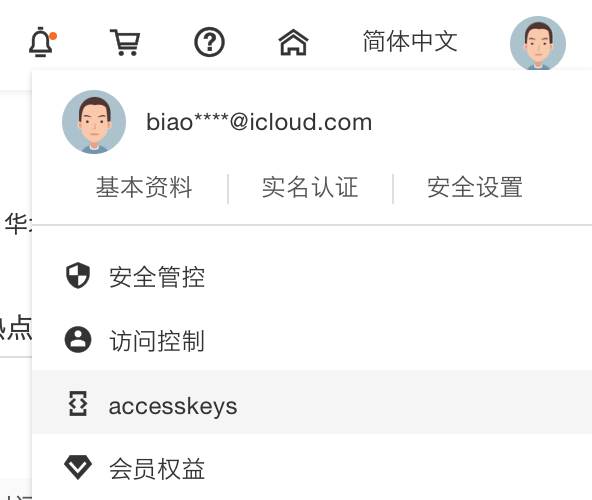 简体中文
biao****@icloud.com
基本资料 实名认证 安全设置
华
安全管控
热点
访问控制
accesskeys
会员权益